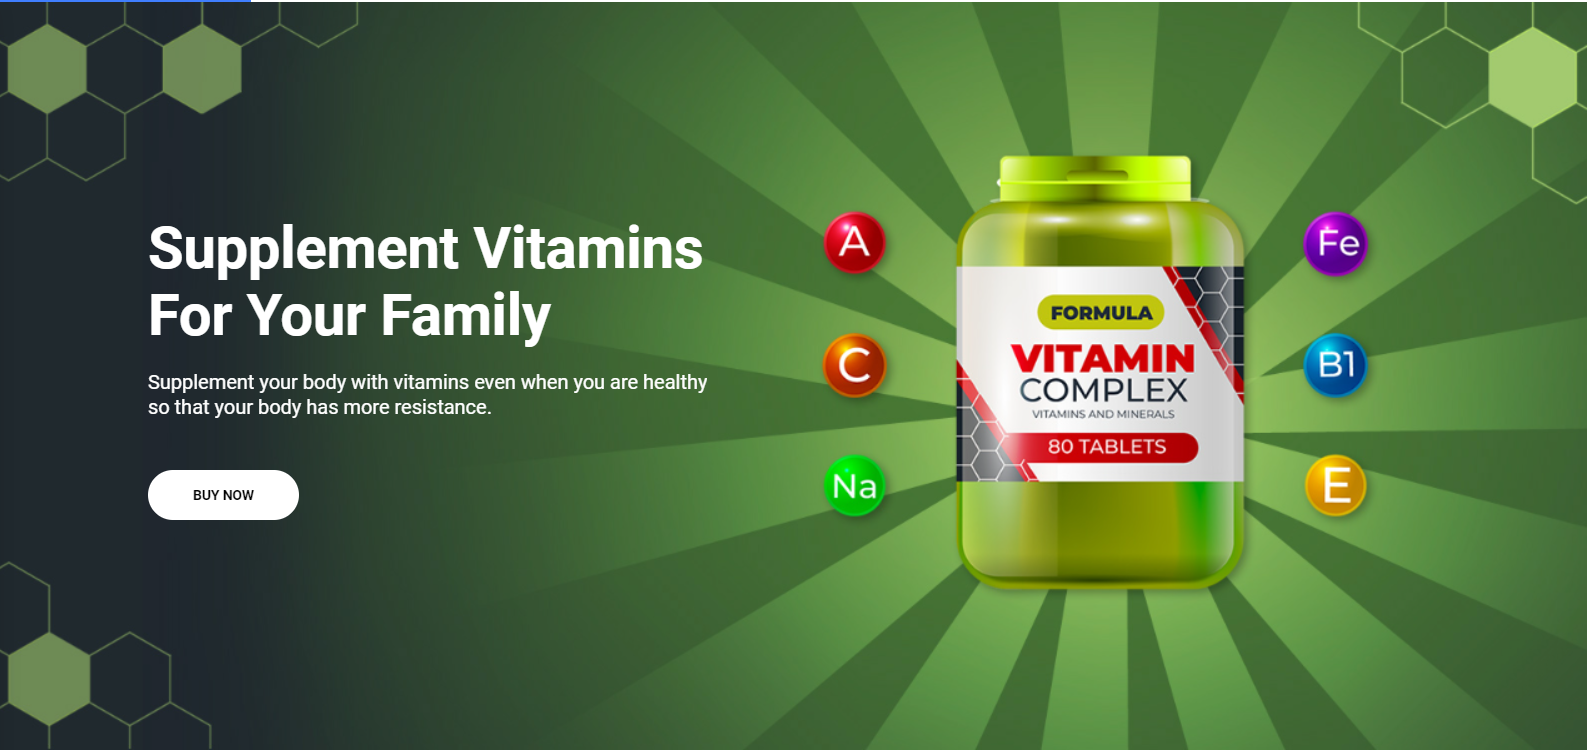 Supplement Vitamins
For Your Family
Supplement your body with vitamins even when you are healthy
so that your body has more resistance.
BUY NOW
A
C
Na
FORMULA
VITAMIN
COMPLEX
VITAMINS AND MINERALS
80 TABLETS
Fe
B1
E